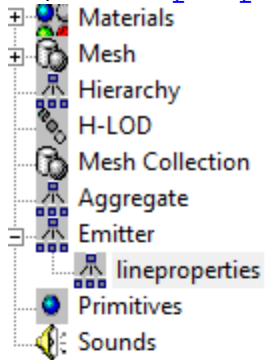 Materials
Mesh
Hierarchy
H-LOD
Mesh Collection
Aggregate
Emitter
lineproperties
Primitives
Sounds